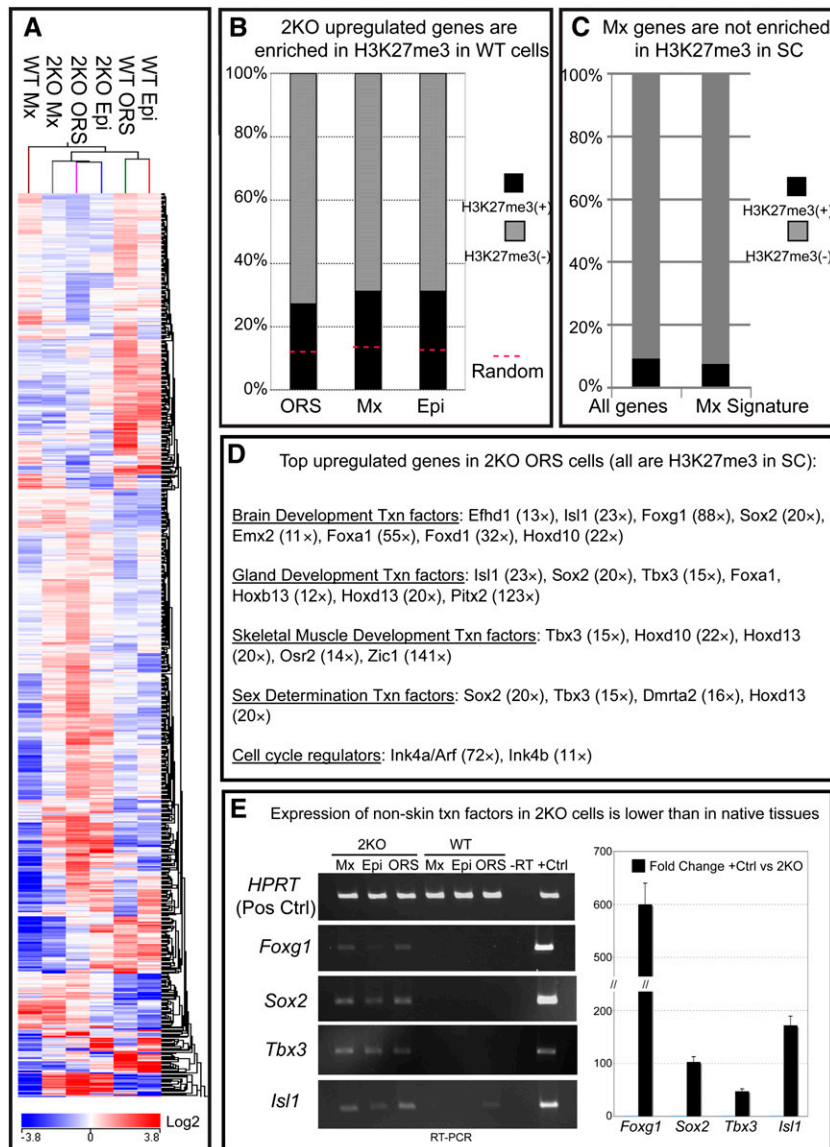 A
WT Mx
2KO Mx
2KO ORS
2KO Epi
WT ORS
WT Epi
Log2
-3.8 0 3.8
B
2KO upregulated genes are
enriched in H3K27me3 in WT cells
100%
80%
60%
40%
20%
0%
ORS Mx Epi
H3K27me3(+)
H3K27me3(-)
Random
C
Mx genes are not enriched
in H3K27me3 in SC
100%
80%
60%
40%
20%
0%
All genes Mx Signature
H3K27me3(+)
H3K27me3(-)
D
Top upregulated genes in 2KO ORS cells (all are H3K27me3 in SC):
Brain Development Txn factors: Efhd1 (13×), Isl1 (23×), Foxg1 (88×), Sox2 (20×),
Emx2 (11×), Foxa1 (55×), Foxd1 (32×), Hoxd10 (22×)
Gland Development Txn factors: Isl1 (23×), Sox2 (20×), Tbx3 (15×), Foxa1,
Hoxb13 (12×), Hoxd13 (20×), Pitx2 (123×)
Skeletal Muscle Development Txn factors: Tbx3 (15×), Hoxd10 (22×), Hoxd13
(20×), Osr2 (14×), Zic1 (141×)
Sex Determination Txn factors: Sox2 (20×), Tbx3 (15×), Dmrta2 (16×), Hoxd13
(20×)
Cell cycle regulators: Ink4a/Arf (72×), Ink4b (11×)
E
Expression of non-skin txn factors in 2KO cells is lower than in native tissues
2KO WT
Mx Epi ORS Mx Epi ORS -RT +Ctrl
HPRT
(Pos Ctrl)
Foxg1
Sox2
Tbx3
Isl1
RT-PCR
Fold Change +Ctrl vs 2KO
700
600
500
200
100
0
Foxg1 Sox2 Tbx3 Isl1